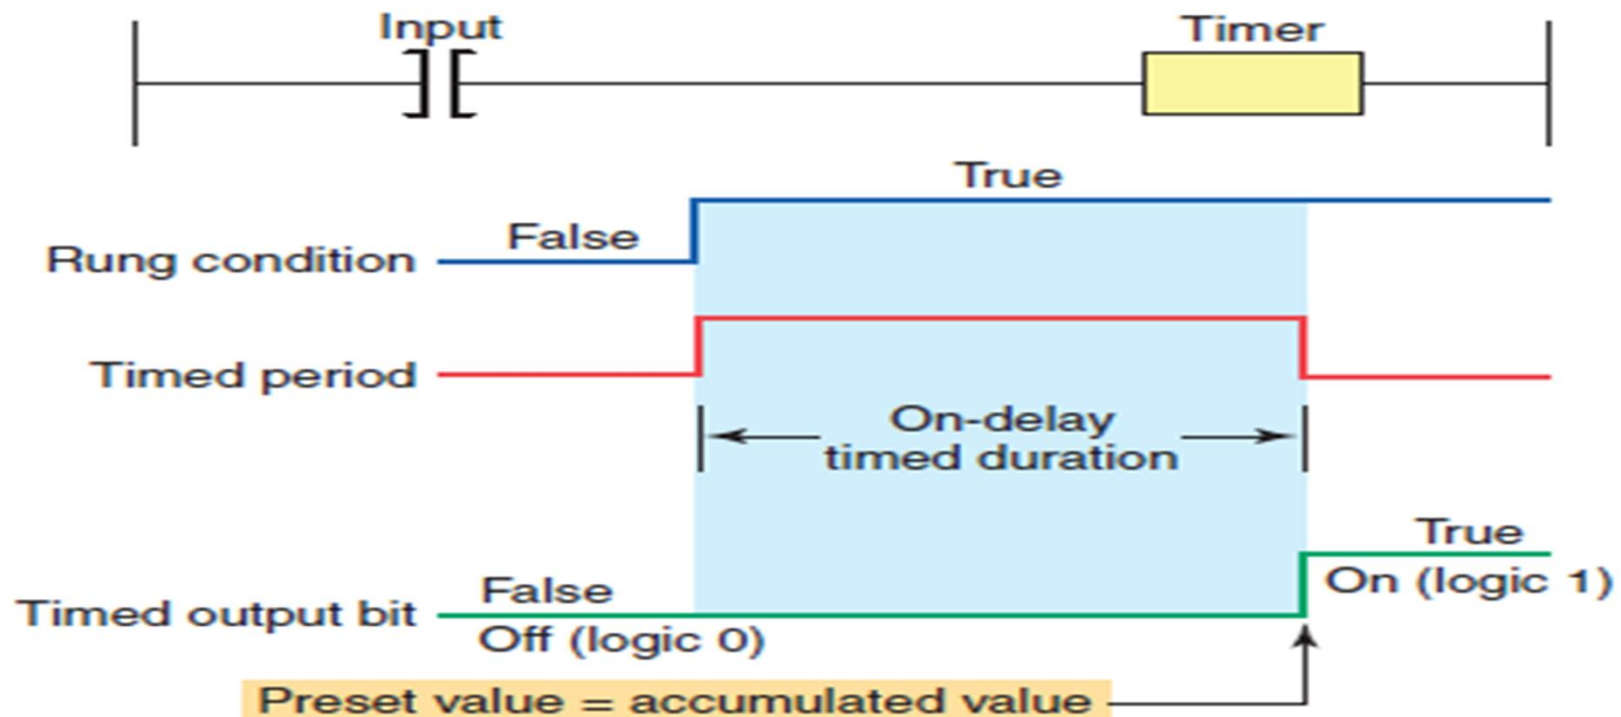 Input
Timer
True
False
Rung condition
Timed period
On-delay
timed duration
True
False
On (logic 1)
Timed output bit
Off (logic 0)
Preset value = accumulated value